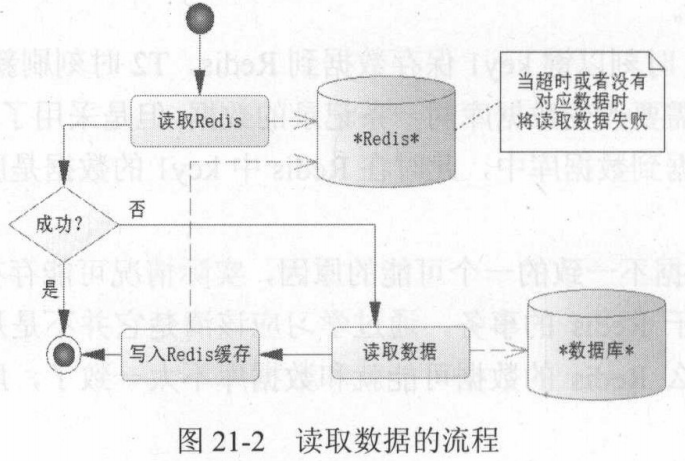 读取Redis
*Redis*
当超时或者没有
对应数据时
将读取数据失败
成功?
否
是
写入Redis缓存
读取数据
*数据库*
图 21-2 读取数据的流程